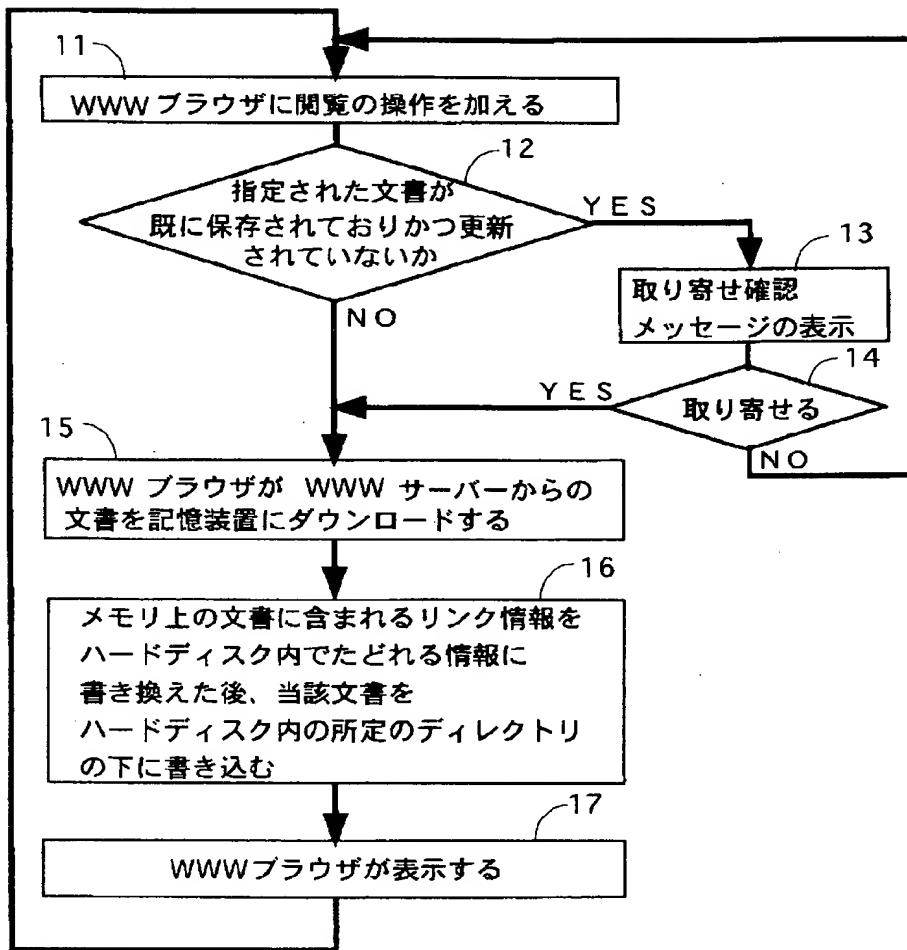 11
WWWブラウザに閲覧の操作を加える
12
指定された文書が
既に保存されておりかつ更新
されていないか
YES
NO
13
取り寄せ確認
メッセージの表示
14
取り寄せる
YES
NO
15
WWW ブラウザが WWW サーバーからの
文書を記憶装置にダウンロードする
16
メモリ上の文書に含まれるリンク情報を
ハードディスク内でたどれる情報に
書き換えた後、当該文書を
ハードディスク内の所定のディレクトリ
の下に書き込む
17
WWWブラウザが表示する